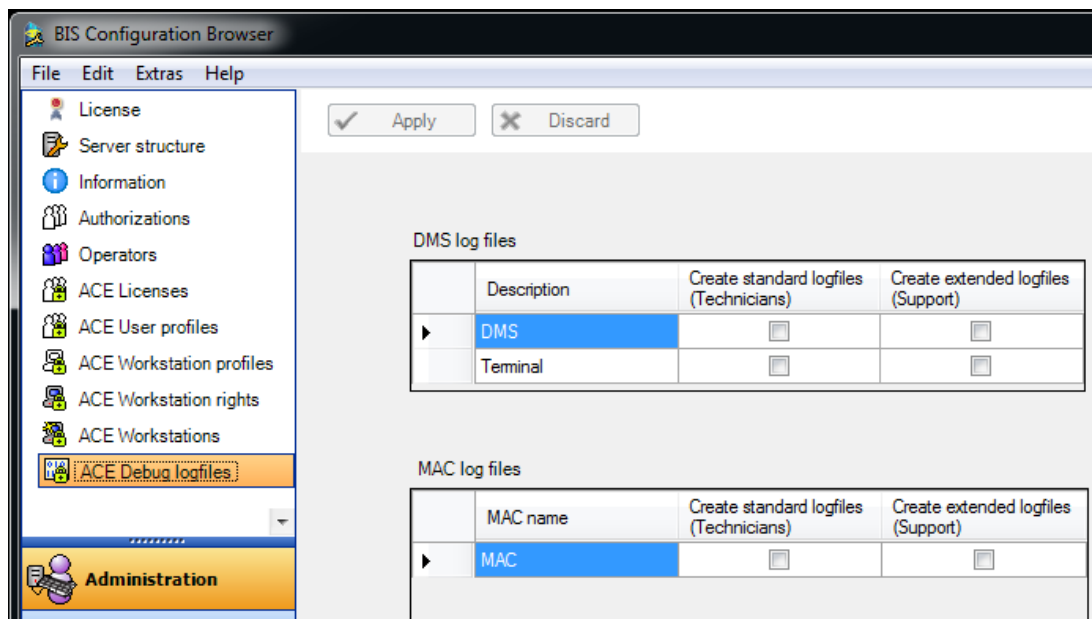 BIS Configuration Browser
File Edit Extras Help
License
Server structure
Information
Authorizations
Operators
ACE Licenses
ACE User profiles
ACE Workstation profiles
ACE Workstation rights
ACE Workstations
ACE Debug logfiles
Administration
Apply Discard
DMS log files
Description Create standard logfiles (Technicians) Create extended logfiles (Support)
DMS
Terminal
MAC log files
MAC name Create standard logfiles (Technicians) Create extended logfiles (Support)
MAC